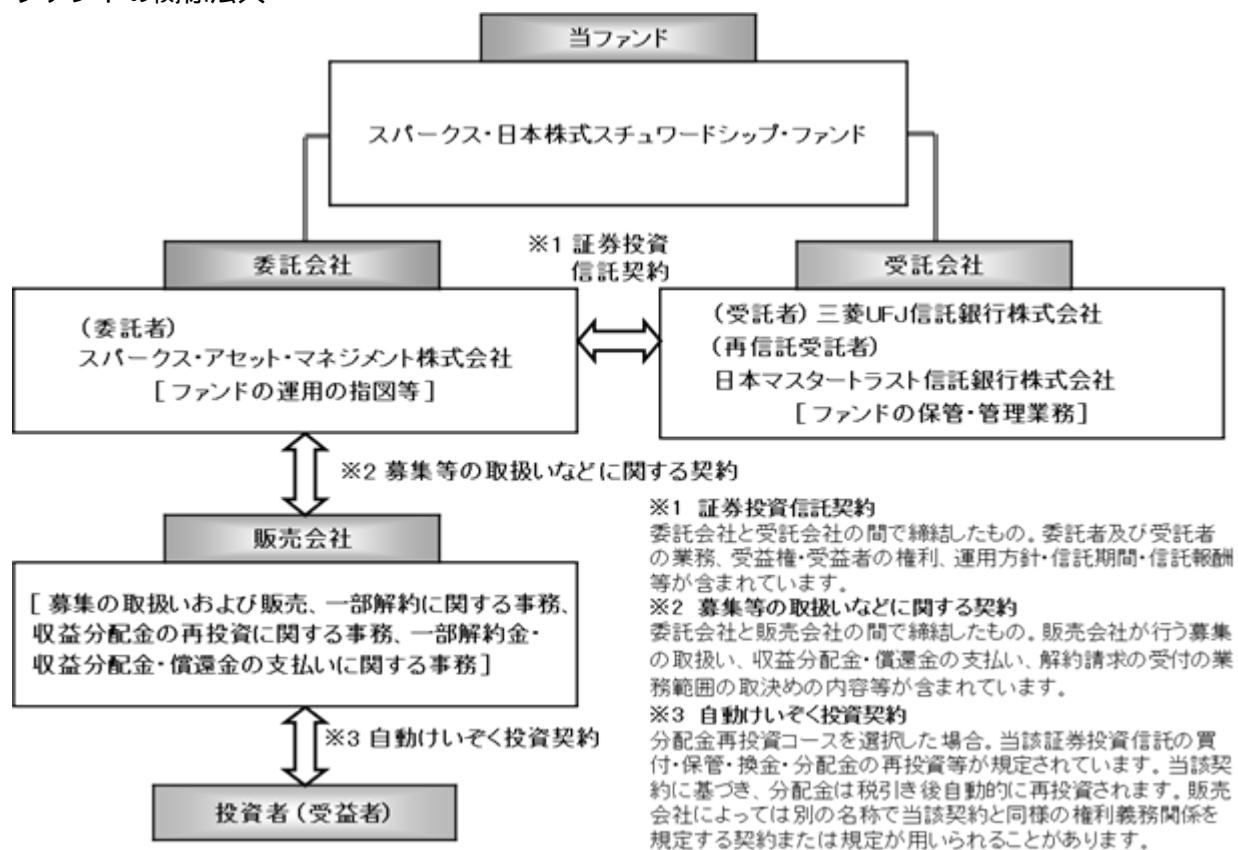 当ファンド
スパークス・日本株式スチュワードシップ・ファンド
※1 証券投資
信託契約
委託会社
(委託者)
スパークス・アセット・マネジメント株式会社
[ファンドの運用の指図等]
受託会社
(受託者) 三菱UFJ信託銀行株式会社
(再信託受託者)
日本マスタートラスト信託銀行株式会社
[ファンドの保管・管理業務]
※2 募集等の取扱いなどに関する契約
販売会社
[ 募集の取扱いおよび販売、一部解約に関する事務、
収益分配金の再投資に関する事務、一部解約金・
収益分配金・償還金の支払いに関する事務]
※3 自動けいぞく投資契約
投資者(受益者)
※1 証券投資信託契約
委託会社と受託会社の間で締結したもの。委託者及び受託者
の業務、受益権・受益者の権利、運用方針・信託期間・信託報酬
等が含まれています。
※2 募集等の取扱いなどに関する契約
委託会社と販売会社の間で締結したもの。販売会社が行う募集
の取扱い、収益分配金・償還金の支払い、解約請求の受付の業
務範囲の取決めの内容等が含まれています。
※3 自動けいぞく投資契約
分配金再投資コースを選択した場合。当該証券投資信託の買
付・保管・換金・分配金の再投資等が規定されています。当該契
約に基づき、分配金は税引き後自動的に再投資されます。販売
会社によっては別の名称で当該契約と同様の権利義務関係を
規定する契約または規定が用いられることがあります。